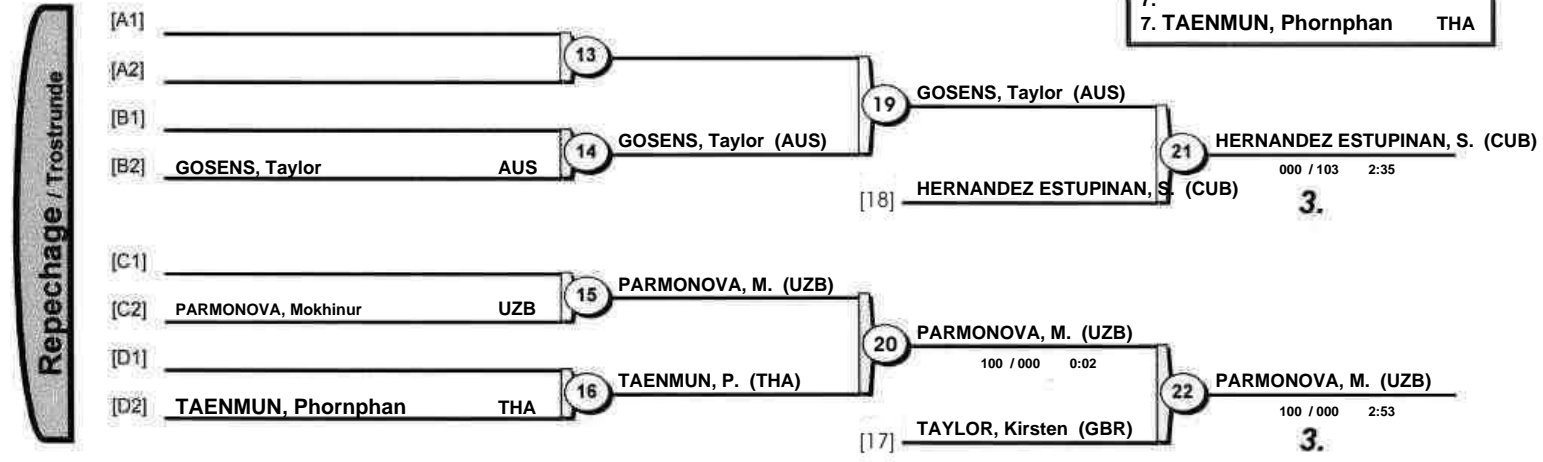 7.
7. TAENMUN, Phornphan THA
Repechage / Trostrunde
[A1]
13
[A2]
19
GOSENS, Taylor (AUS)
[B1]
14
GOSENS, Taylor (AUS)
21
HERNANDEZ ESTUPINAN, S. (CUB)
[B2] GOSENS, Taylor AUS
000 / 103 2:35
[18] HERNANDEZ ESTUPINAN, S. (CUB)
3.
[C1]
15
PARMONOVA, M. (UZB)
[C2] PARMONOVA, Mokhinur UZB
20
PARMONOVA, M. (UZB)
100 / 000 0:02
[D1]
16
TAENMUN, P. (THA)
22
PARMONOVA, M. (UZB)
[D2] TAENMUN, Phornphan THA
100 / 000 2:53
[17] TAYLOR, Kirsten (GBR)
3.